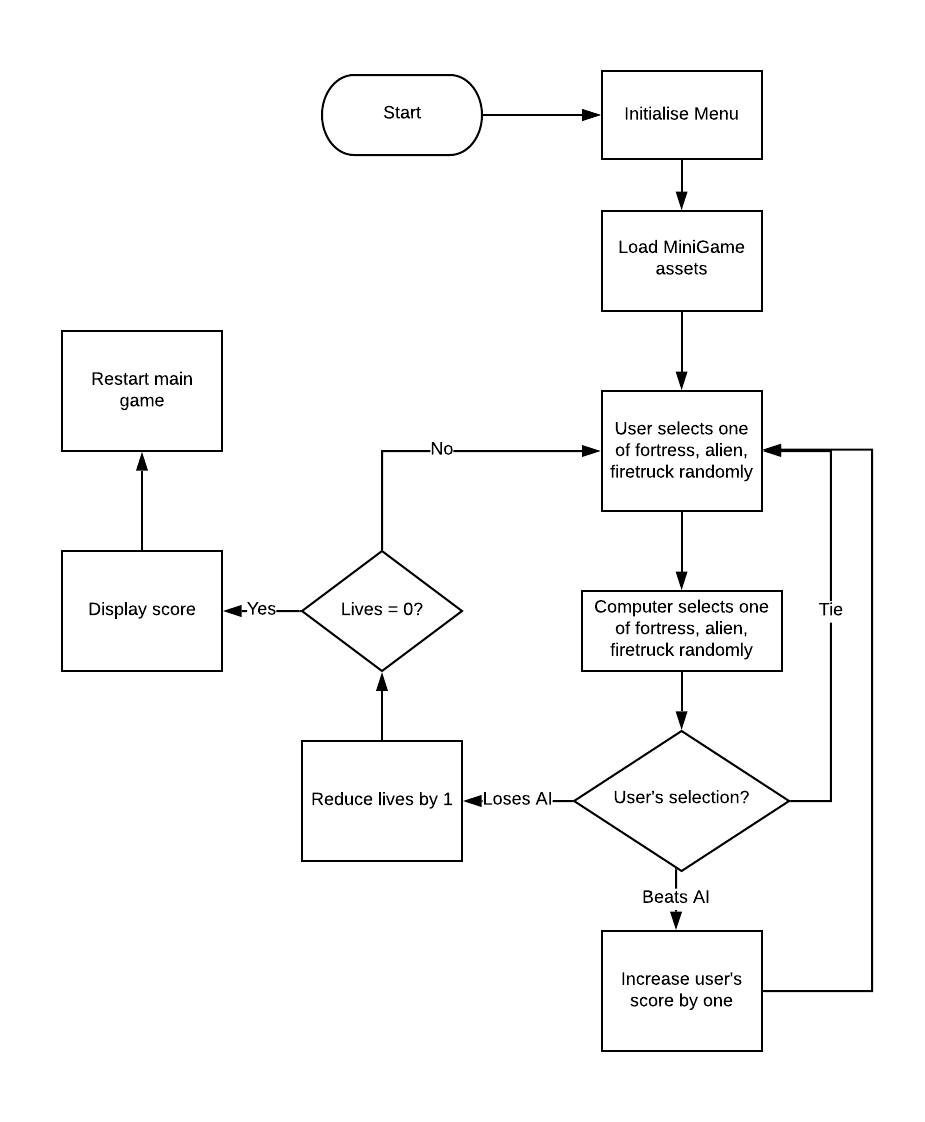 Start
Initialise Menu
Load MiniGame
assets
Restart main
game
User selects one
of fortress, alien,
firetruck randomly
No
Display score
Yes
Lives = 0?
Computer selects one
of fortress, alien,
firetruck randomly
Tie
Reduce lives by 1
Loses AI
User's selection?
Beats AI
Increase user's
score by one